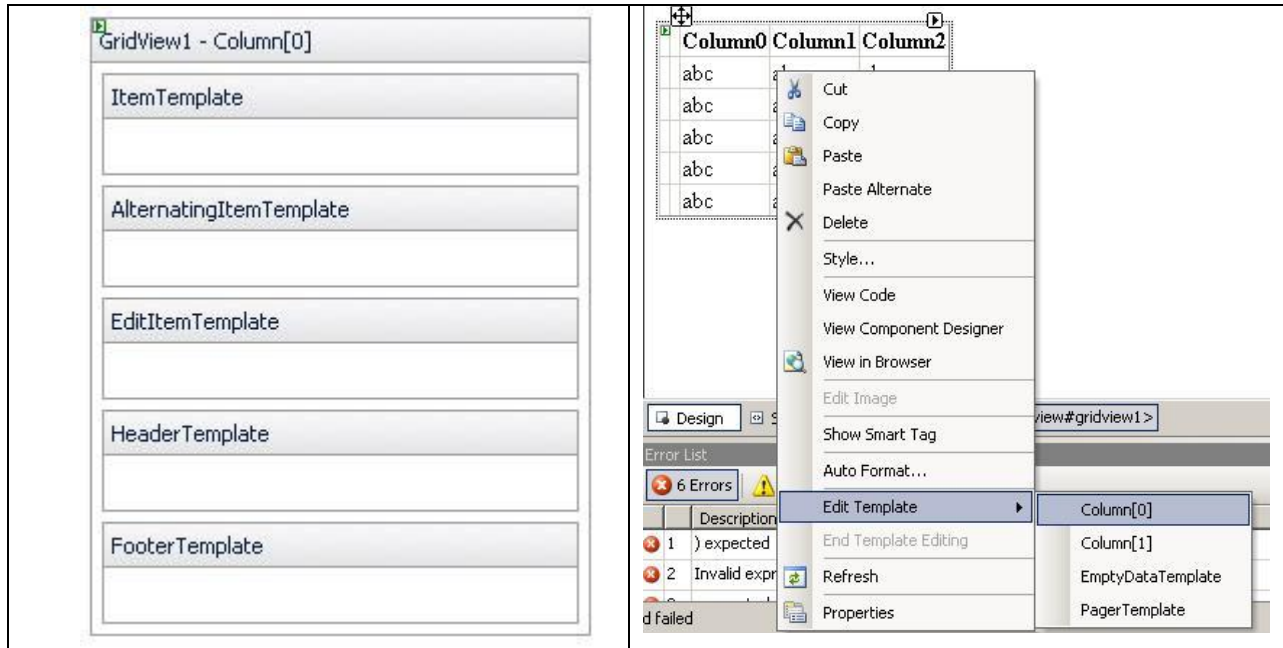 GridView1 - Column[0]
ItemTemplate
AlternatingItemTemplate
EditItemTemplate
HeaderTemplate
FooterTemplate
Column0 Column1 Column2
abc
abc
abc
abc
abc
Cut
Copy
Paste
Paste Alternate
Delete
Style...
View Code
View Component Designer
View in Browser
Edit Image
Show Smart Tag
Auto Format...
Edit Template
End Template Editing
Refresh
Properties
Column[0]
Column[1]
EmptyDataTemplate
PagerTemplate
Design
view#gridview1>
Error List
6 Errors
Description
1 ) expected
2 Invalid expr
d failed